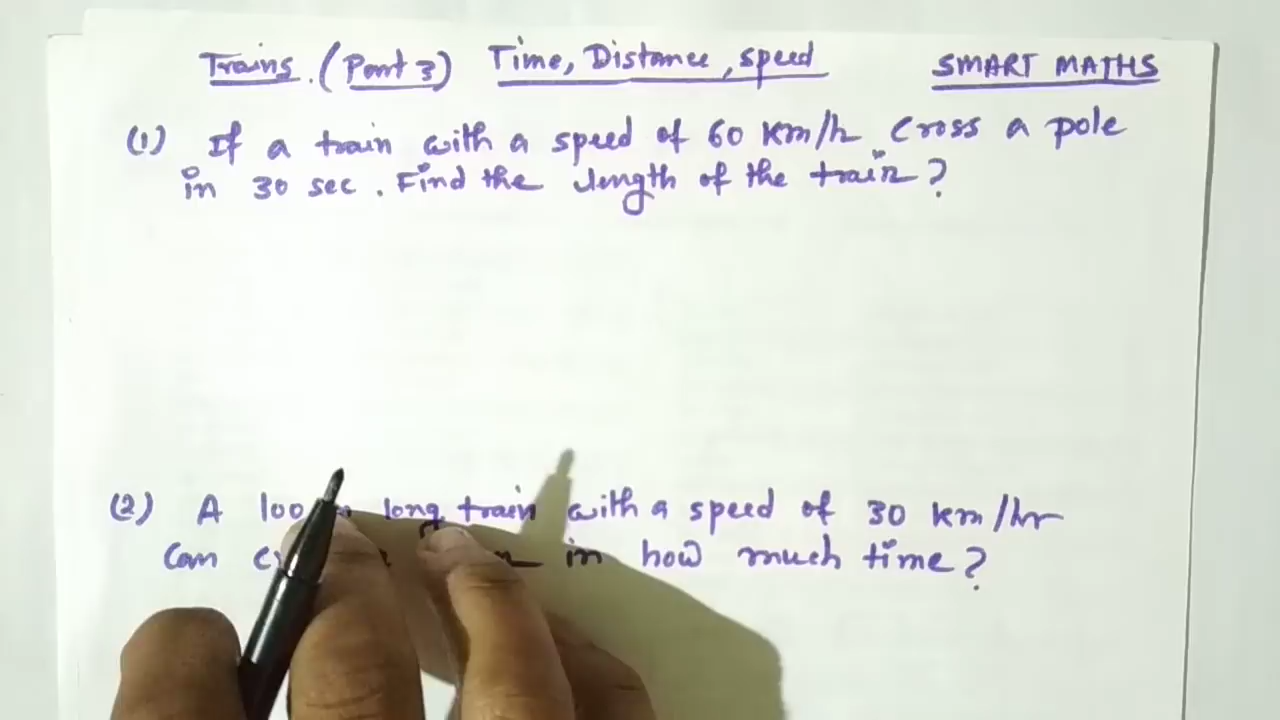 Trains. (Part 3) Time, Distance, speed SMART MATHS
(1) If a train with a speed of 60 km/h cross a pole
in 30 sec. Find the length of the train?
(2) A 100 long train with a speed of 30 km/hr
Can in how much time?